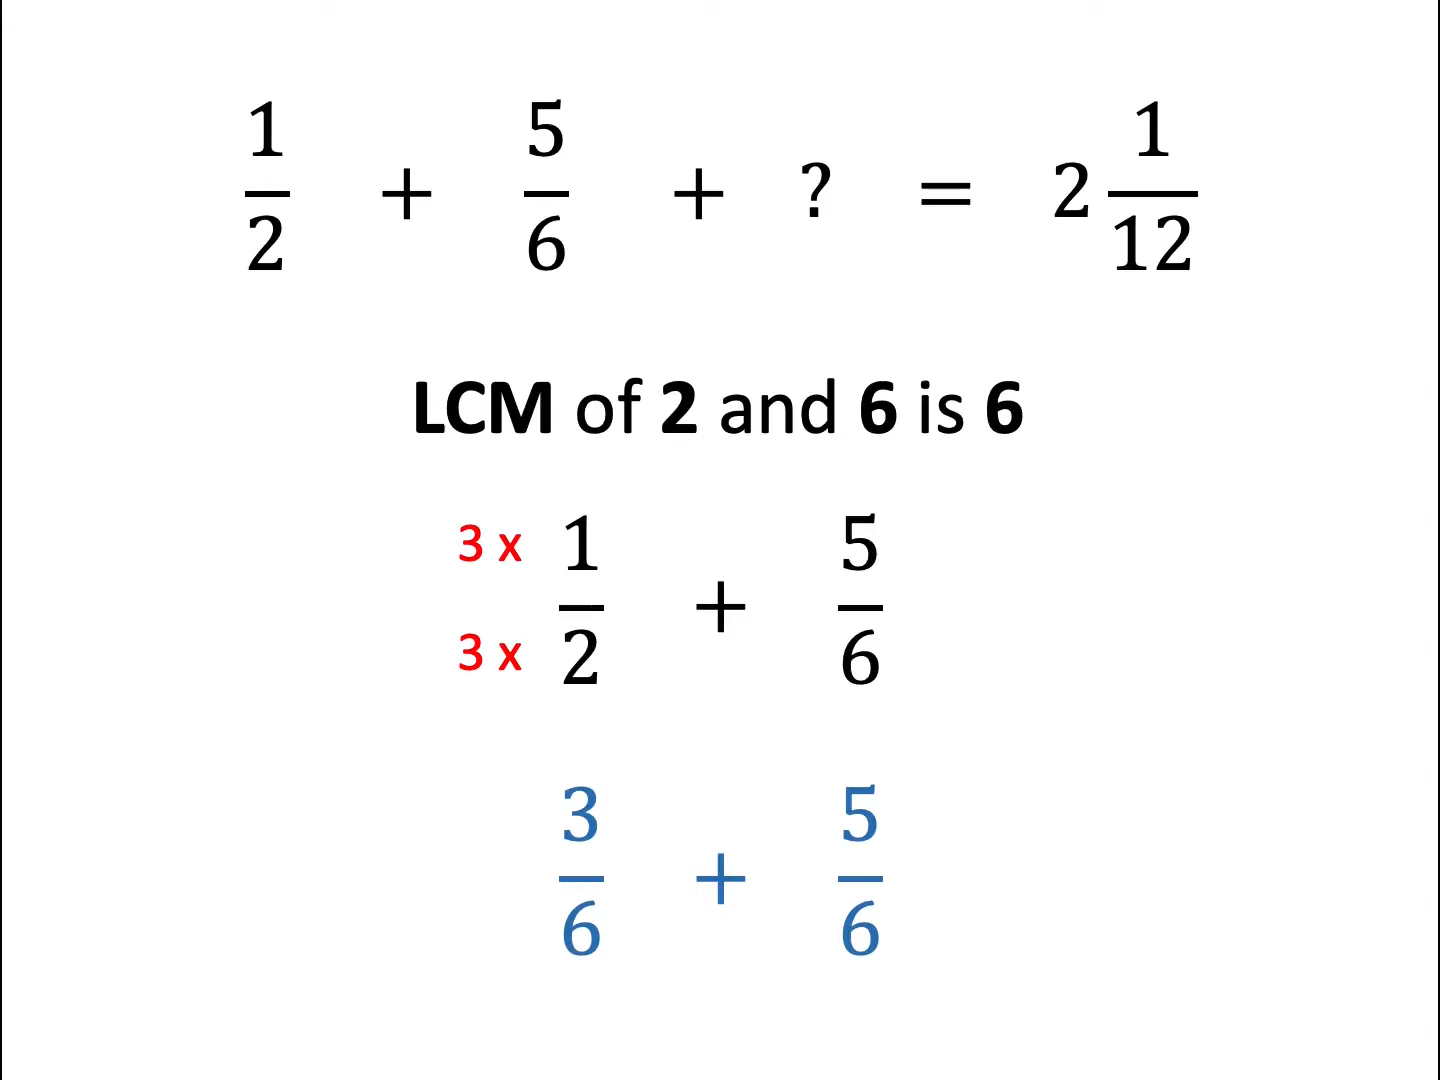 1/2 + 5/6 + ? = 2 1/12
LCM of 2 and 6 is 6
3 x 1 / 3 x 2 + 5/6
3/6 + 5/6